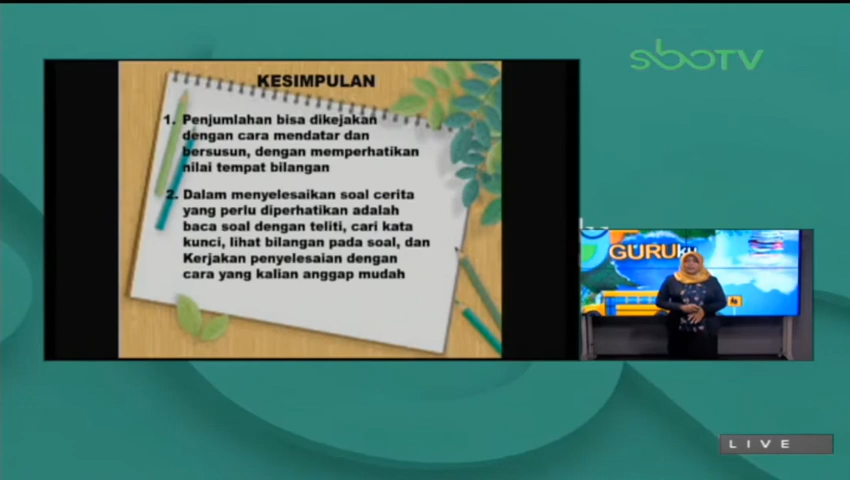 sboTV
KESIMPULAN
1. Penjumlahan bisa dikejakan
dengan cara mendatar dan
bersusun, dengan memperhatikan
nilai tempat bilangan
2. Dalam menyelesaikan soal cerita
yang perlu diperhatikan adalah
baca soal dengan teliti, cari kata
kunci, lihat bilangan pada soal, dan
Kerjakan penyelesaian dengan
cara yang kalian anggap mudah
GURUku
LIVE